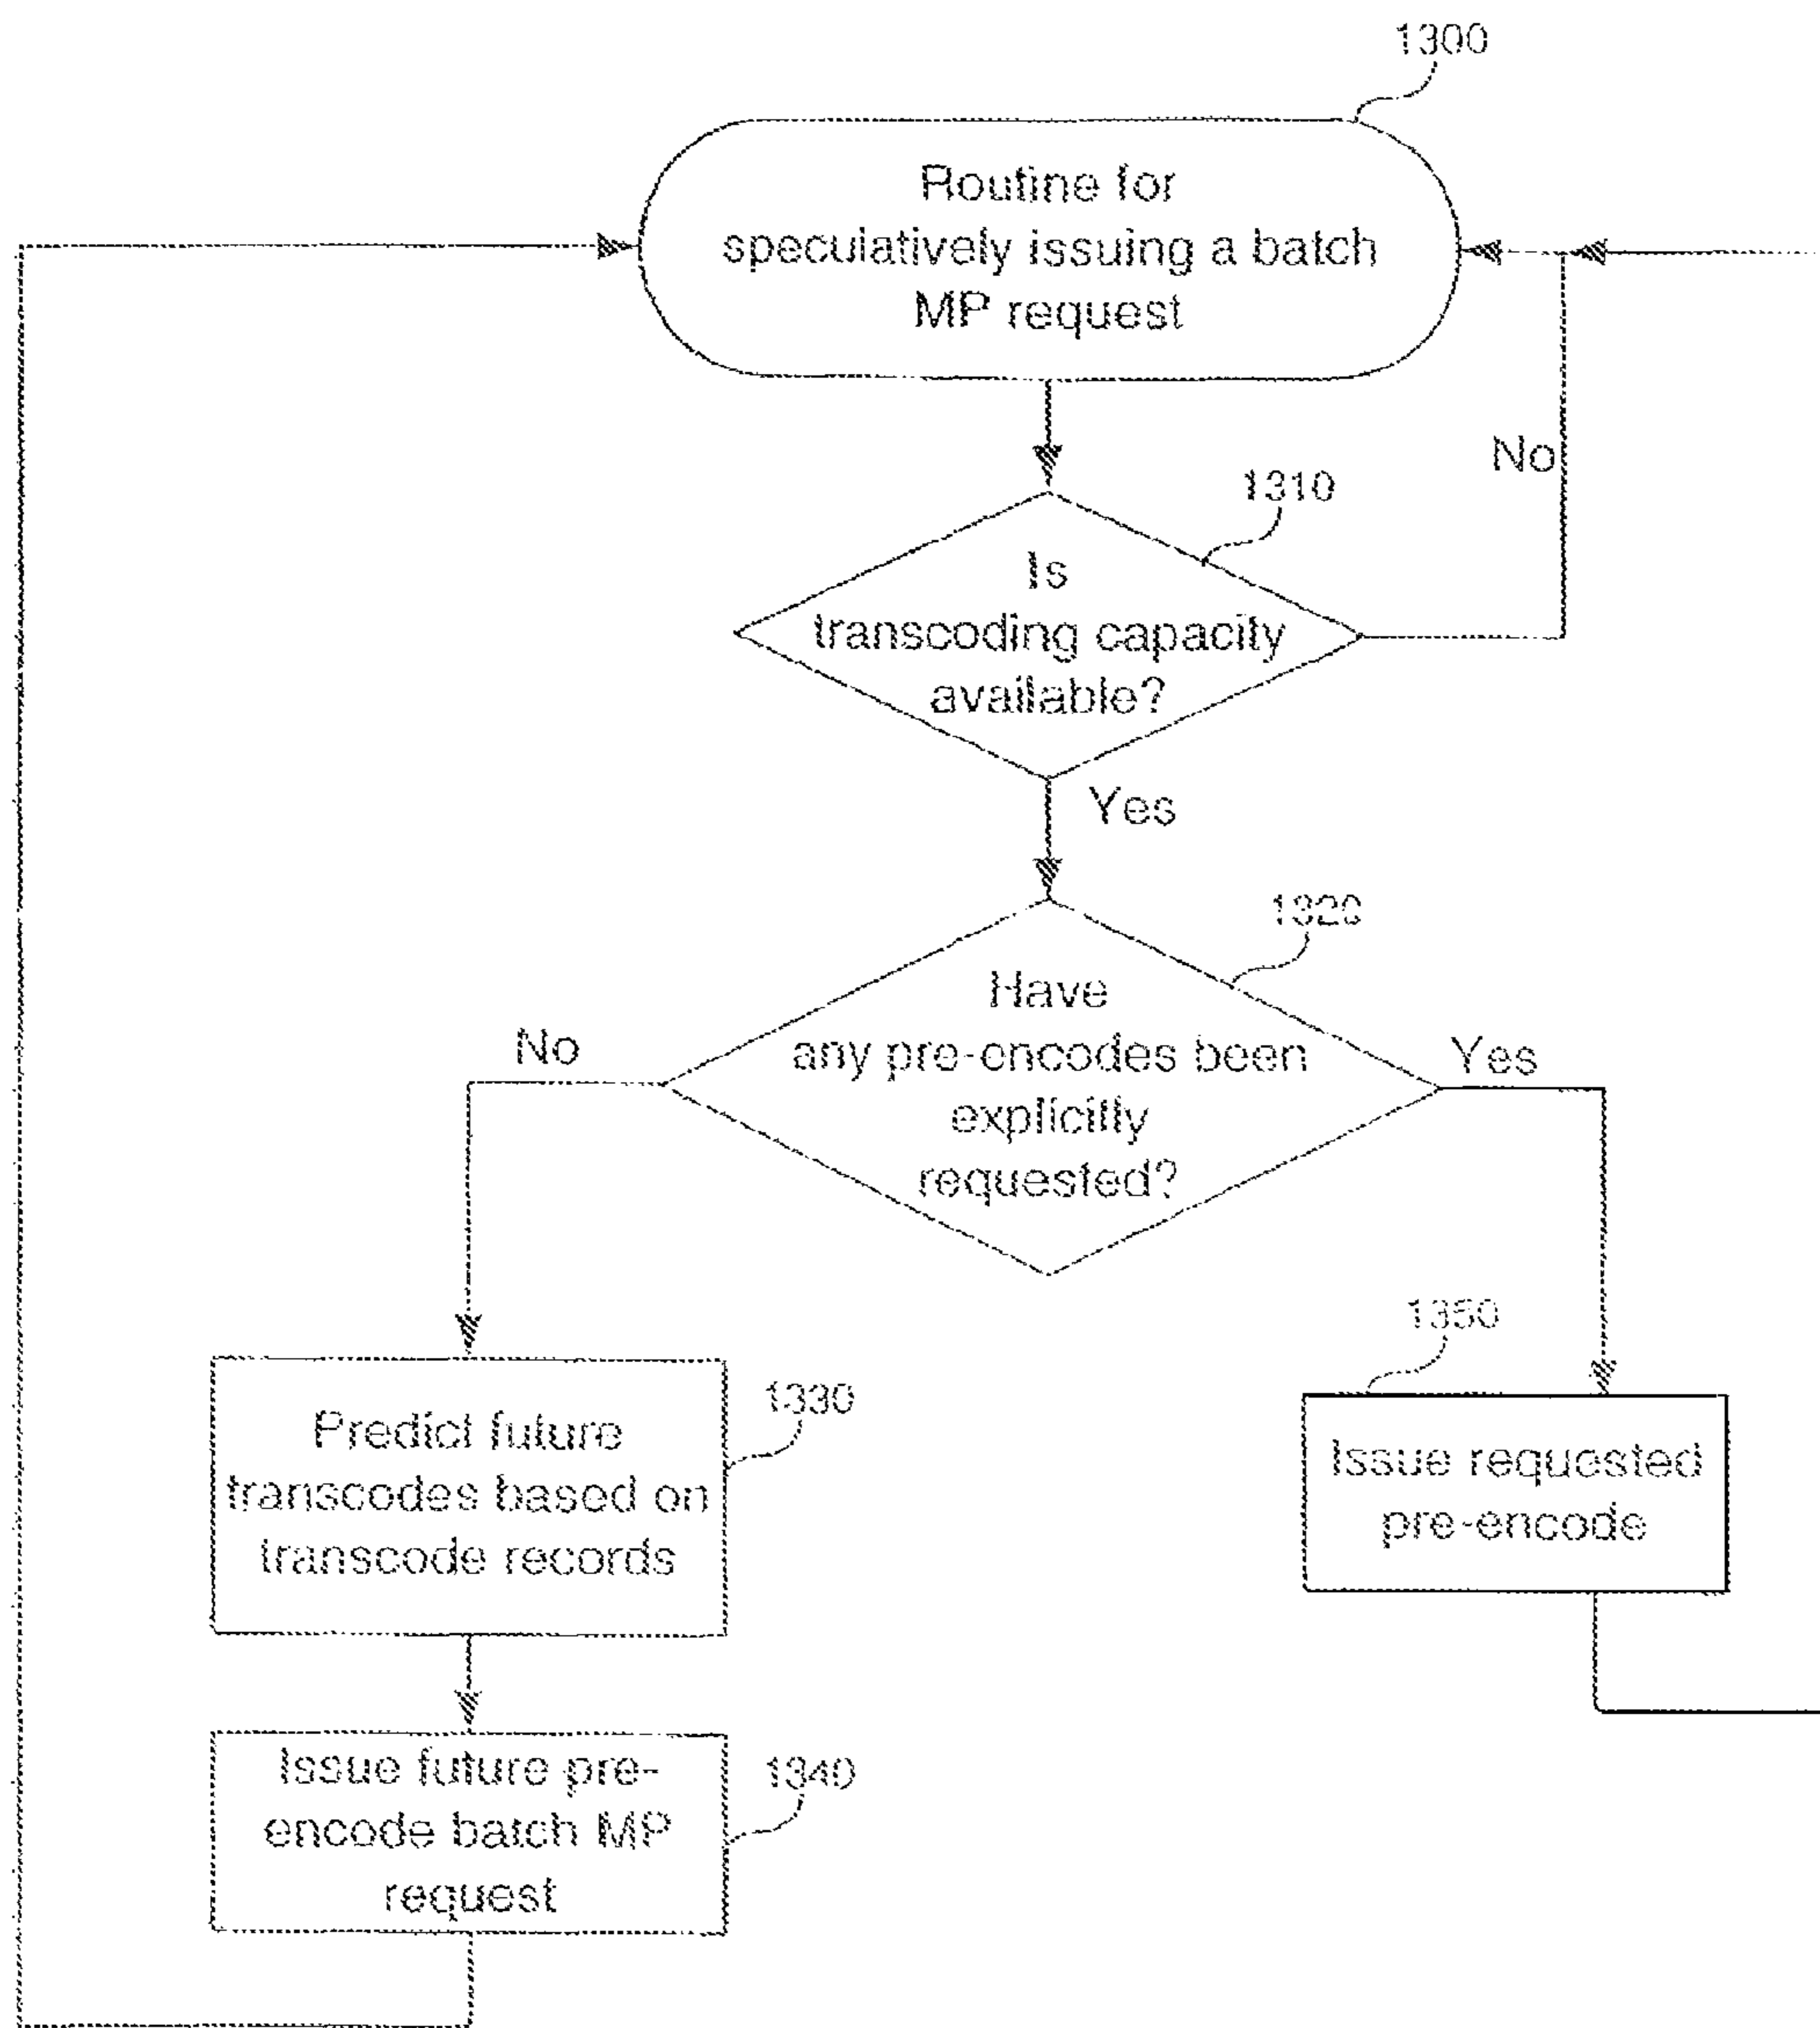 1300
Routine for
speculatively issuing a batch
MP request
No
1310
Is
transcoding capacity
available?
Yes
1320
Have
any pre-encodes been
explicitly
requested?
No
Yes
1350
Issue requested
pre-encode
1330
Predict future
transcodes based on
transcode records
1340
Issue future pre-
encode batch MP
request